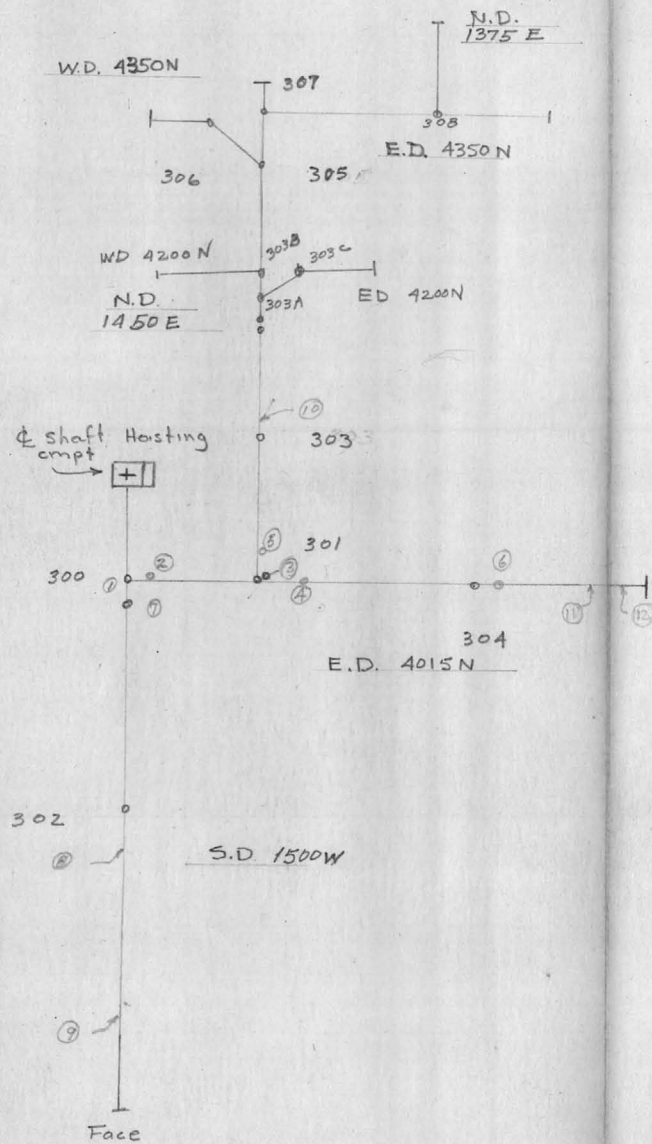 N.D.
1375 E
W.D. 4350N
307
308
E.D. 4350 N
306
305
303B
303C
WD 4200 N
303A
ED 4200N
N.D.
1450 E
⑩
303
℄ Shaft Hoisting
cmpt
301
300
①
②
③
④
⑥
⑦
⑪
⑫
304
E.D. 4015N
302
⑧
S.D. 1500W
⑨
Face